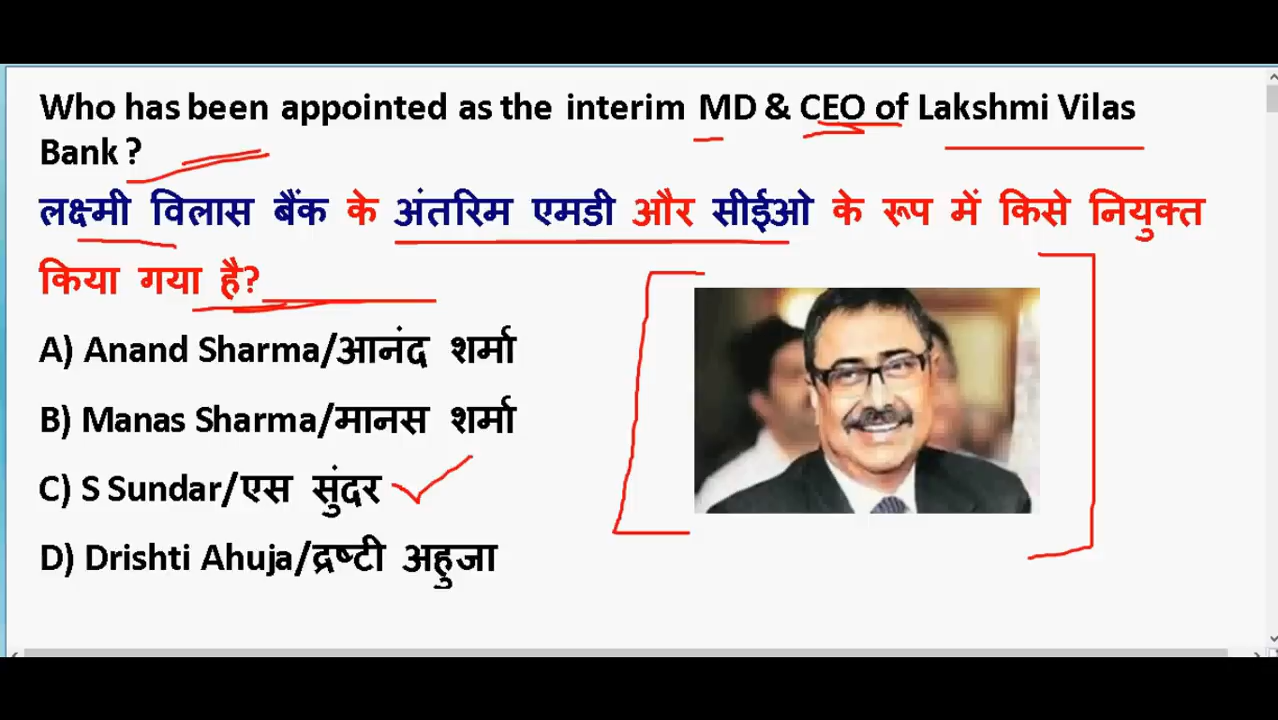 Who has been appointed as the interim MD & CEO of Lakshmi Vilas
Bank ?
लक्ष्मी विलास बैंक के अंतरिम एमडी और सीईओ के रूप में किसे नियुक्त
किया गया है?
A) Anand Sharma/आनंद शर्मा
B) Manas Sharma/मानस शर्मा
C) S Sundar/एस सुंदर
D) Drishti Ahuja/द्रष्टी अहुजा